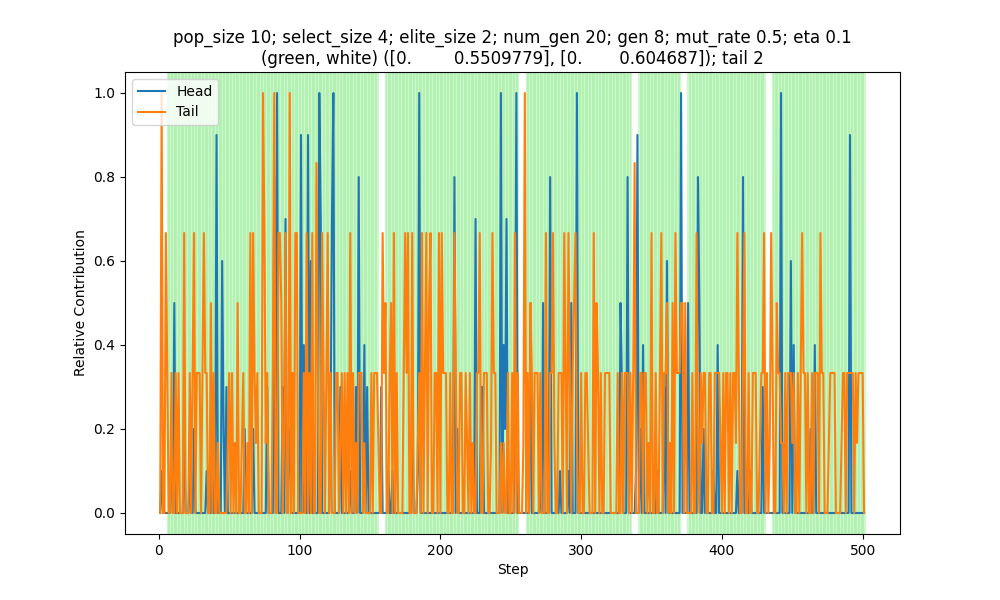 pop_size 10; select_size 4; elite_size 2; num_gen 20; gen 8; mut_rate 0.5; eta 0.1
(green, white) ([0. 0.5509779], [0. 0.604687]); tail 2
Head
Tail
1.0
0.8
0.6
0.4
0.2
0.0
Relative Contribution
0 100 200 300 400 500
Step